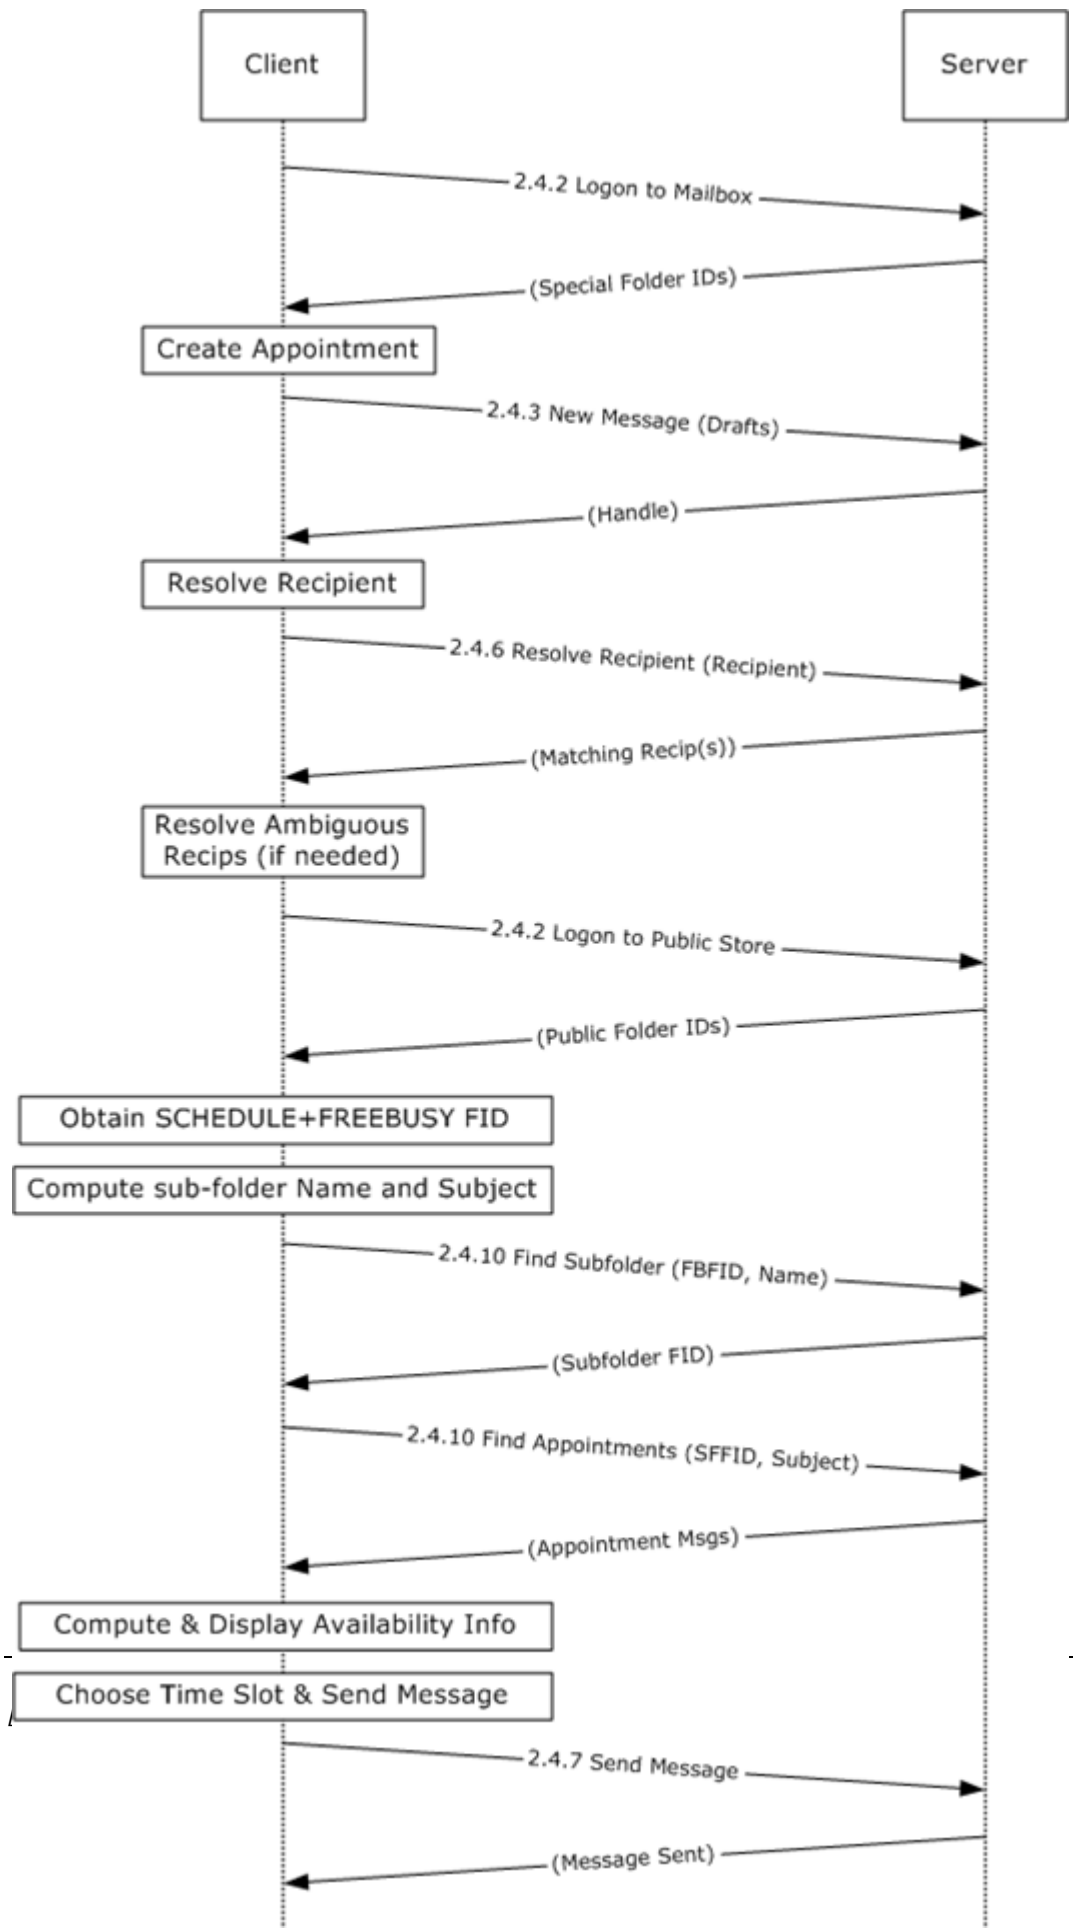 Client
Server
2.4.2 Logon to Mailbox
(Special Folder IDs)
Create Appointment
2.4.3 New Message (Drafts)
(Handle)
Resolve Recipient
2.4.6 Resolve Recipient (Recipient)
(Matching Recip(s))
Resolve Ambiguous
Recips (if needed)
2.4.2 Logon to Public Store
(Public Folder IDs)
Obtain SCHEDULE+FREEBUSY FID
Compute sub-folder Name and Subject
2.4.10 Find Subfolder (FBFID, Name)
(Subfolder FID)
2.4.10 Find Appointments (SFFID, Subject)
(Appointment Msgs)
Compute & Display Availability Info
Choose Time Slot & Send Message
2.4.7 Send Message
(Message Sent)